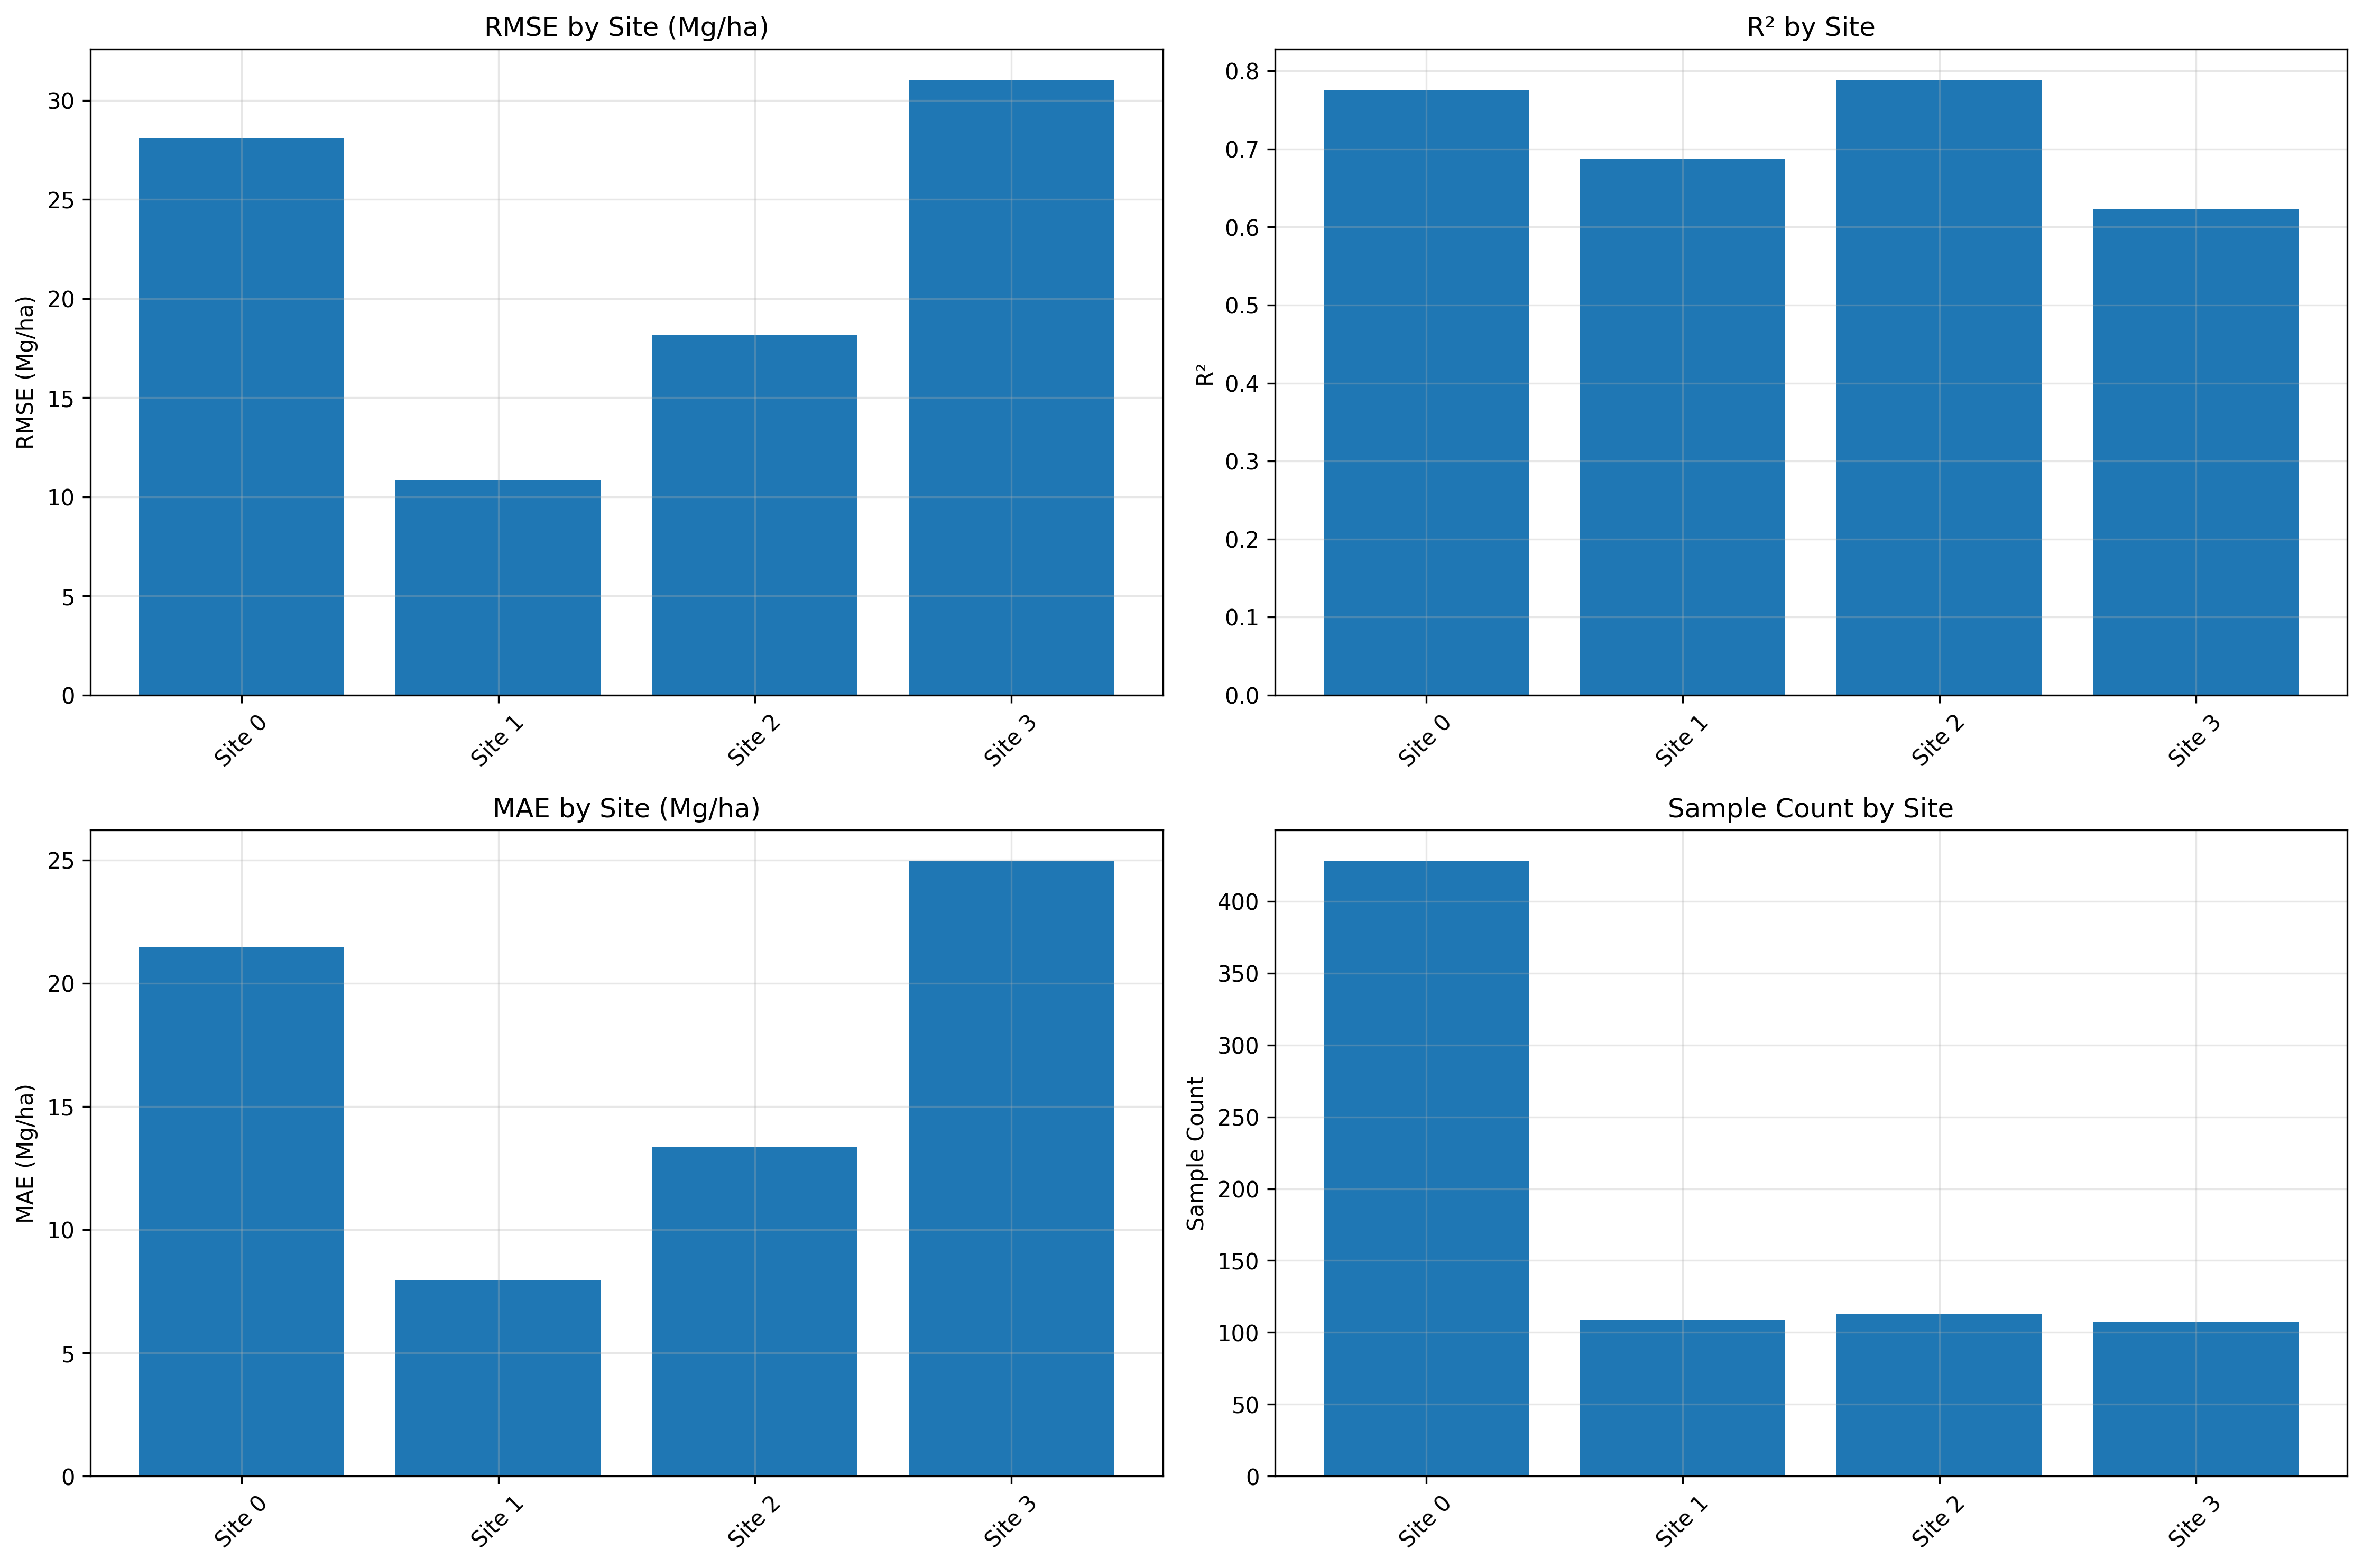 RMSE by Site (Mg/ha)
RMSE (Mg/ha)
30
25
20
15
10
5
0
Site 0
Site 1
Site 2
Site 3
R² by Site
R²
0.8
0.7
0.6
0.5
0.4
0.3
0.2
0.1
0.0
Site 0
Site 1
Site 2
Site 3
MAE by Site (Mg/ha)
MAE (Mg/ha)
25
20
15
10
5
0
Site 0
Site 1
Site 2
Site 3
Sample Count by Site
Sample Count
400
350
300
250
200
150
100
50
0
Site 0
Site 1
Site 2
Site 3